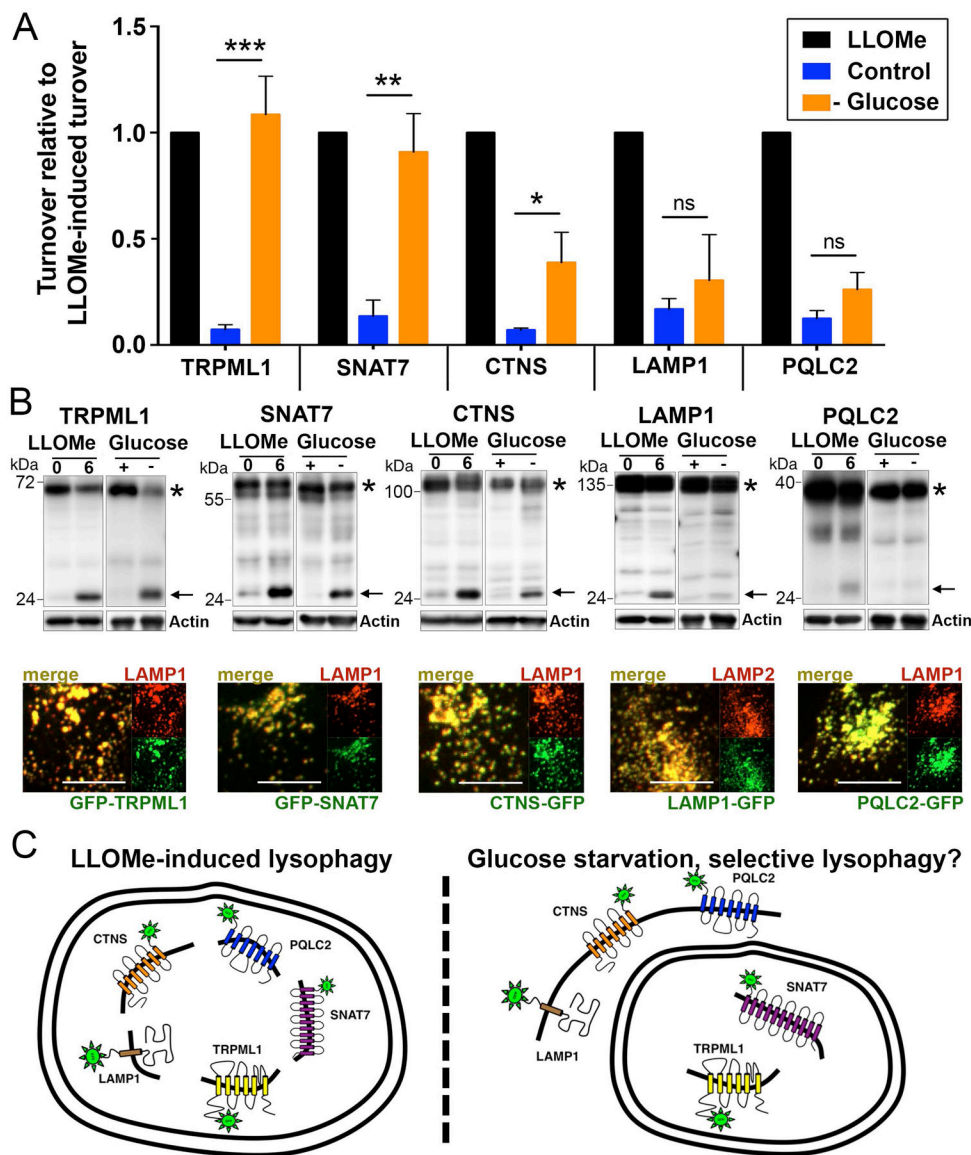 A
Turnover relative to
LLOMe-induced turover
1.5
1.0
0.5
0.0
***
**
*
ns
ns
LLOMe
Control
- Glucose
TRPML1
SNAT7
CTNS
LAMP1
PQLC2
B
TRPML1
LLOMe Glucose
kDa 0 6 + -
72
*
24
Actin
SNAT7
LLOMe Glucose
kDa 0 6 + -
55
*
24
Actin
CTNS
LLOMe Glucose
kDa 0 6 + -
100
*
24
Actin
LAMP1
LLOMe Glucose
kDa 0 6 + -
135
*
24
Actin
PQLC2
LLOMe Glucose
kDa 0 6 + -
40
*
24
Actin
merge LAMP1
GFP-TRPML1
merge LAMP1
GFP-SNAT7
merge LAMP1
CTNS-GFP
merge LAMP2
LAMP1-GFP
merge LAMP1
PQLC2-GFP
C
LLOMe-induced lysophagy
CTNS
PQLC2
SNAT7
LAMP1
TRPML1
Glucose starvation, selective lysophagy?
PQLC2
CTNS
SNAT7
LAMP1
TRPML1